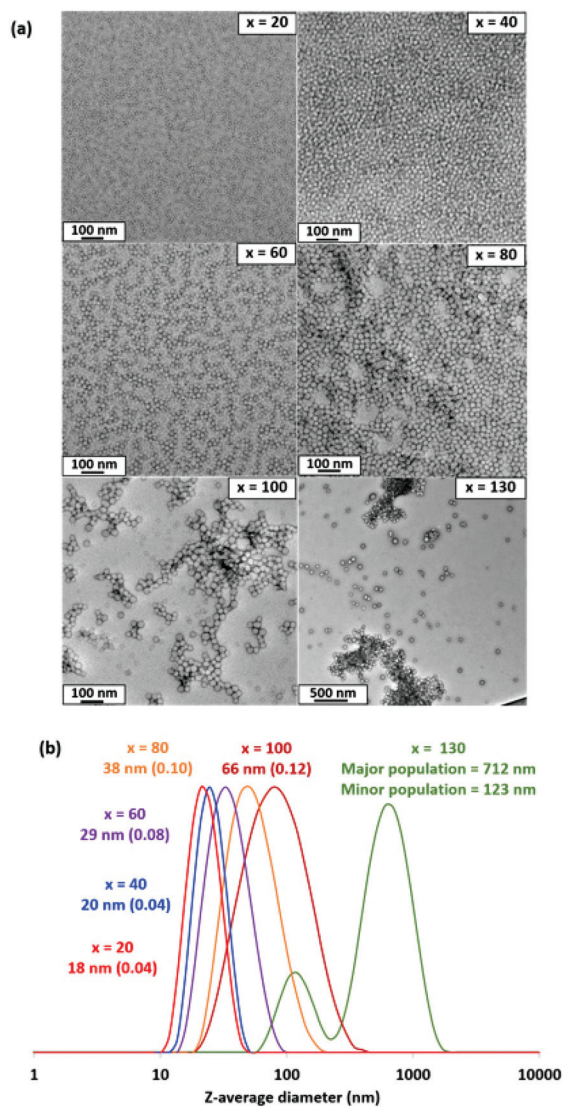 (a)
x = 20
x = 40
100 nm
100 nm
x = 60
x = 80
100 nm
100 nm
x = 100
x = 130
100 nm
500 nm
(b)
x = 80
38 nm (0.10)
x = 100
66 nm (0.12)
x = 130
Major population = 712 nm
Minor population = 123 nm
x = 60
29 nm (0.08)
x = 40
20 nm (0.04)
x = 20
18 nm (0.04)
1
10
100
1000
10000
Z-average diameter (nm)